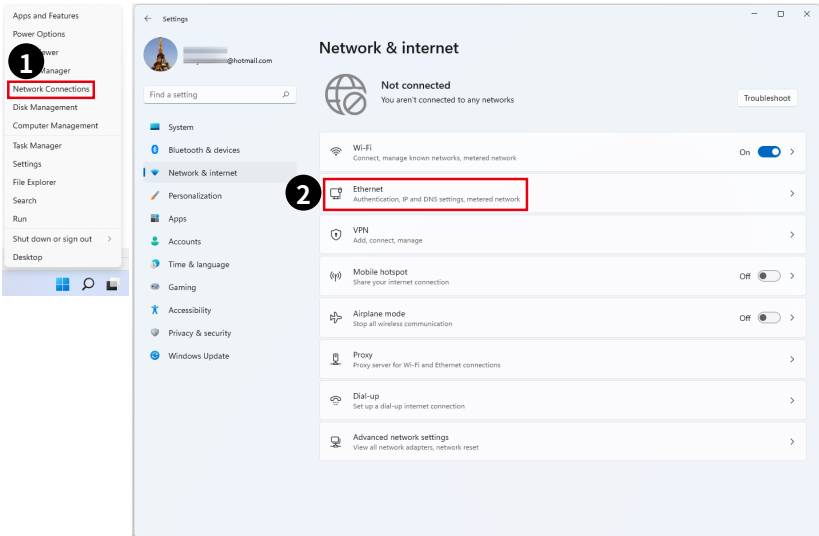 Apps and Features
Power Options
ewer
1
Manager
Network Connections
Disk Management
Computer Management
Task Manager
Settings
File Explorer
Search
Run
Shut down or sign out
Desktop
Settings
@hotmail.com
Find a setting
System
Bluetooth & devices
Network & internet
Personalization
Apps
Accounts
Time & language
Gaming
Accessibility
Privacy & security
Windows Update
Network & internet
Not connected
You aren't connected to any networks
Troubleshoot
Wi-Fi
Connect, manage known networks, metered network
On
2
Ethernet
Authentication, IP and DNS settings, metered network
VPN
Add, connect, manage
Mobile hotspot
Share your internet connection
Off
Airplane mode
Stop all wireless communication
Off
Proxy
Proxy server for Wi-Fi and Ethernet connections
Dial-up
Set up a dial-up internet connection
Advanced network settings
View all network adapters, network reset